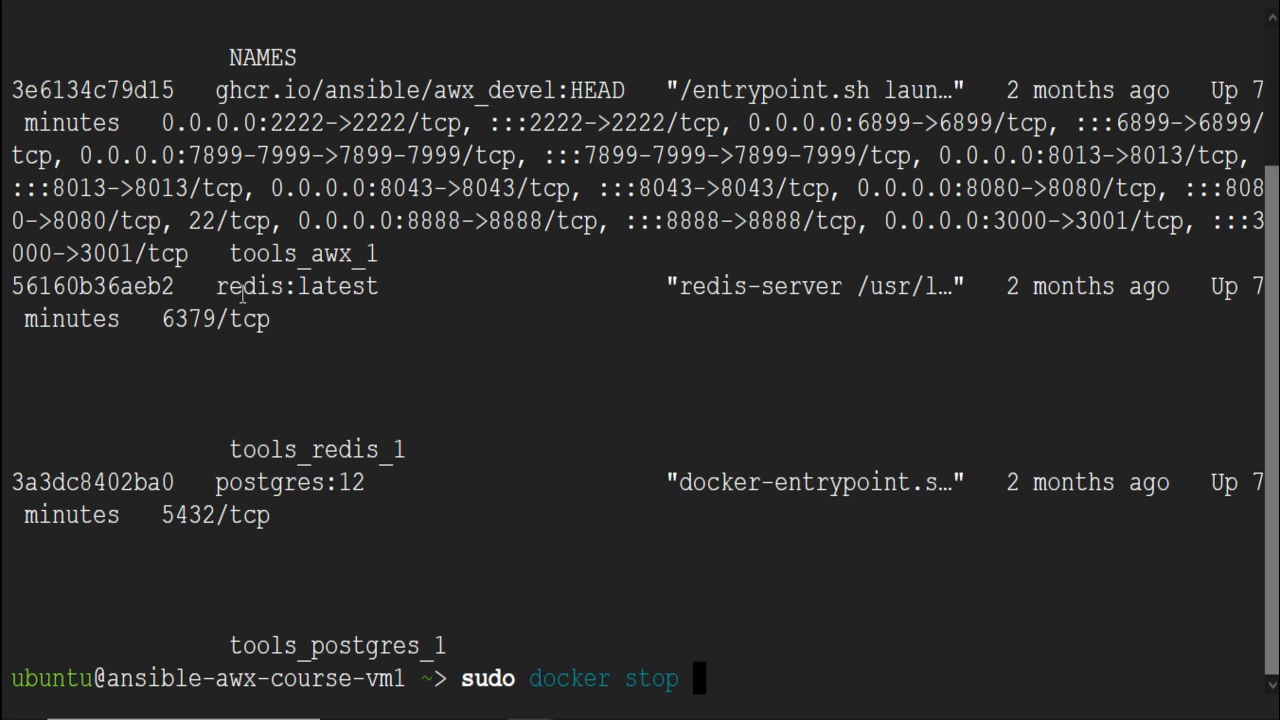 NAMES
3e6134c79d15   ghcr.io/ansible/awx_devel:HEAD   "/entrypoint.sh laun…"   2 months ago   Up 7
 minutes   0.0.0.0:2222->2222/tcp, :::2222->2222/tcp, 0.0.0.0:6899->6899/tcp, :::6899->6899/
tcp, 0.0.0.0:7899-7999->7899-7999/tcp, :::7899-7999->7899-7999/tcp, 0.0.0.0:8013->8013/tcp,
:::8013->8013/tcp, 0.0.0.0:8043->8043/tcp, :::8043->8043/tcp, 0.0.0.0:8080->8080/tcp, :::808
0->8080/tcp, 22/tcp, 0.0.0.0:8888->8888/tcp, :::8888->8888/tcp, 0.0.0.0:3000->3001/tcp, :::3
000->3001/tcp   tools_awx_1
56160b36aeb2   redis:latest   "redis-server /usr/l…"   2 months ago   Up 7
 minutes   6379/tcp
tools_redis_1
3a3dc8402ba0   postgres:12   "docker-entrypoint.s…"   2 months ago   Up 7
 minutes   5432/tcp
tools_postgres_1
ubuntu@ansible-awx-course-vm1 ~> sudo docker stop